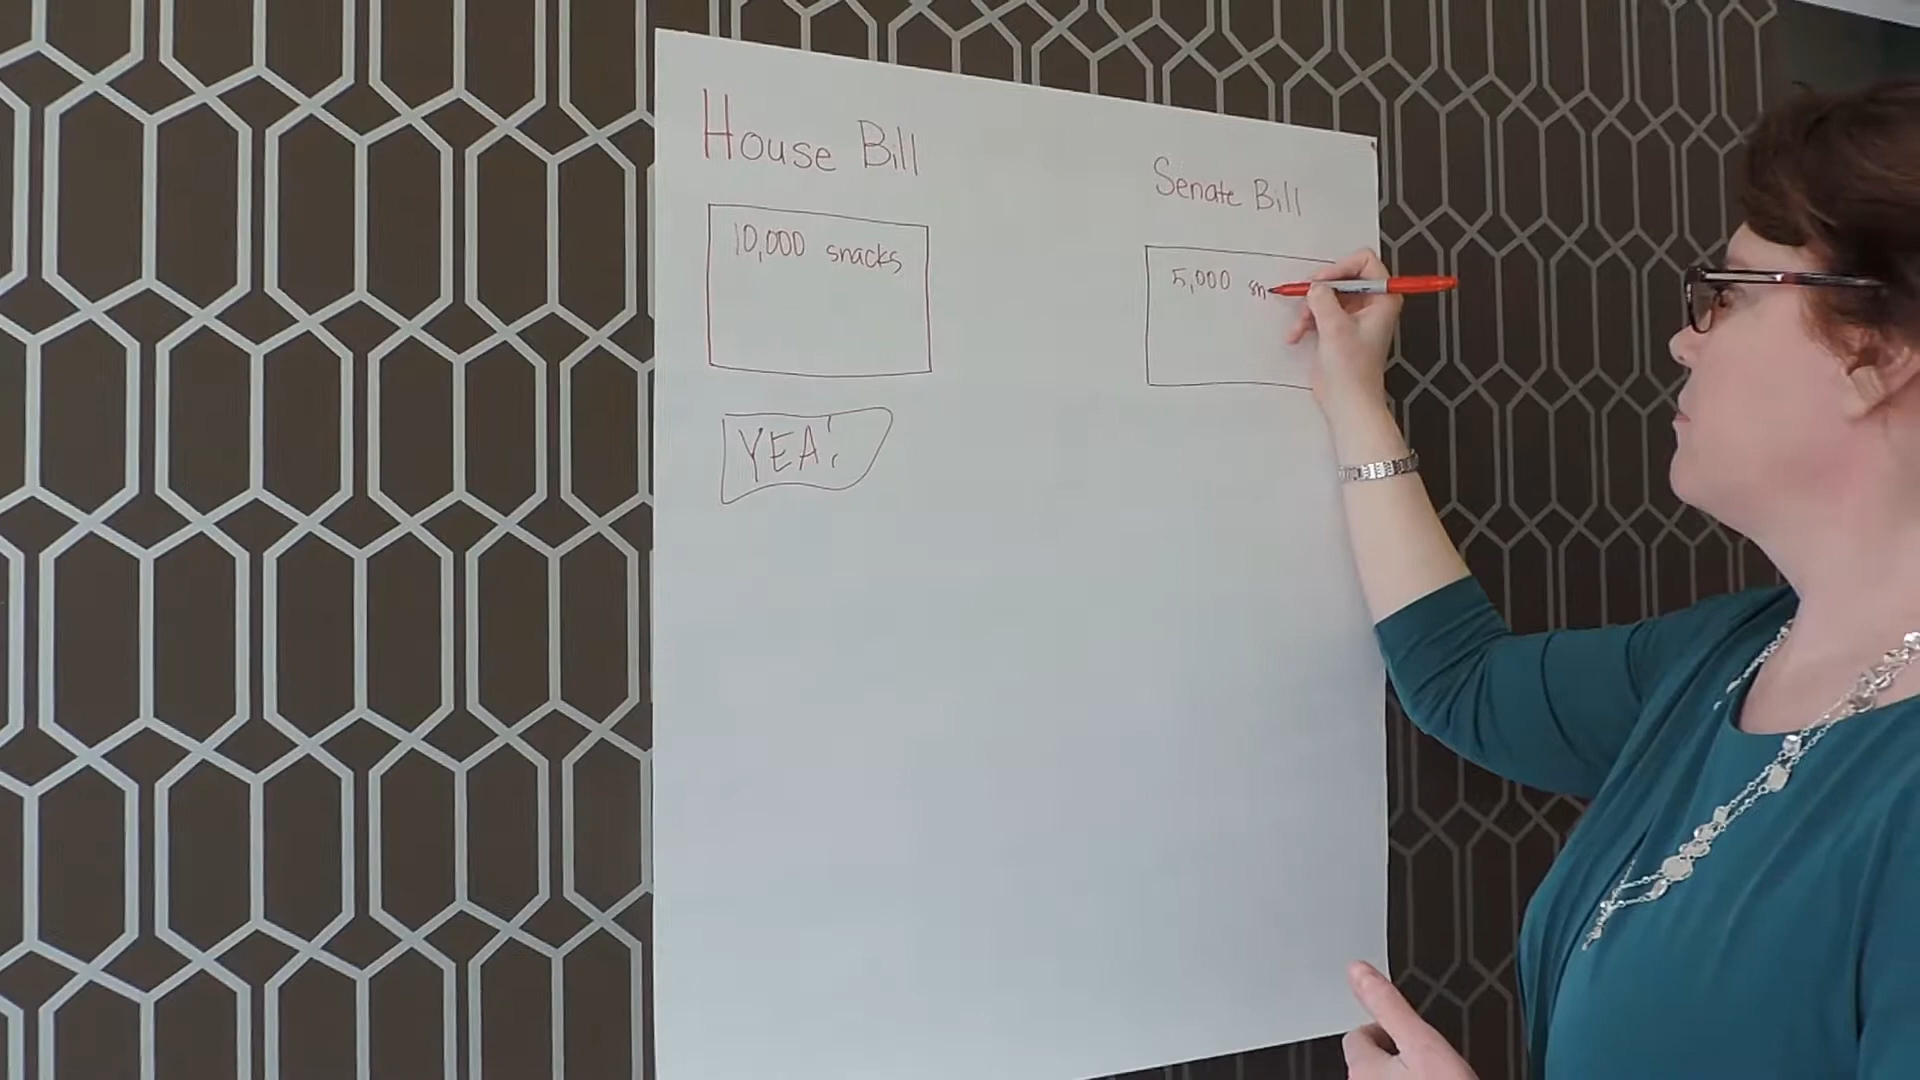 House Bill
10,000 snacks
YEA!
Senate Bill
5,000 sn